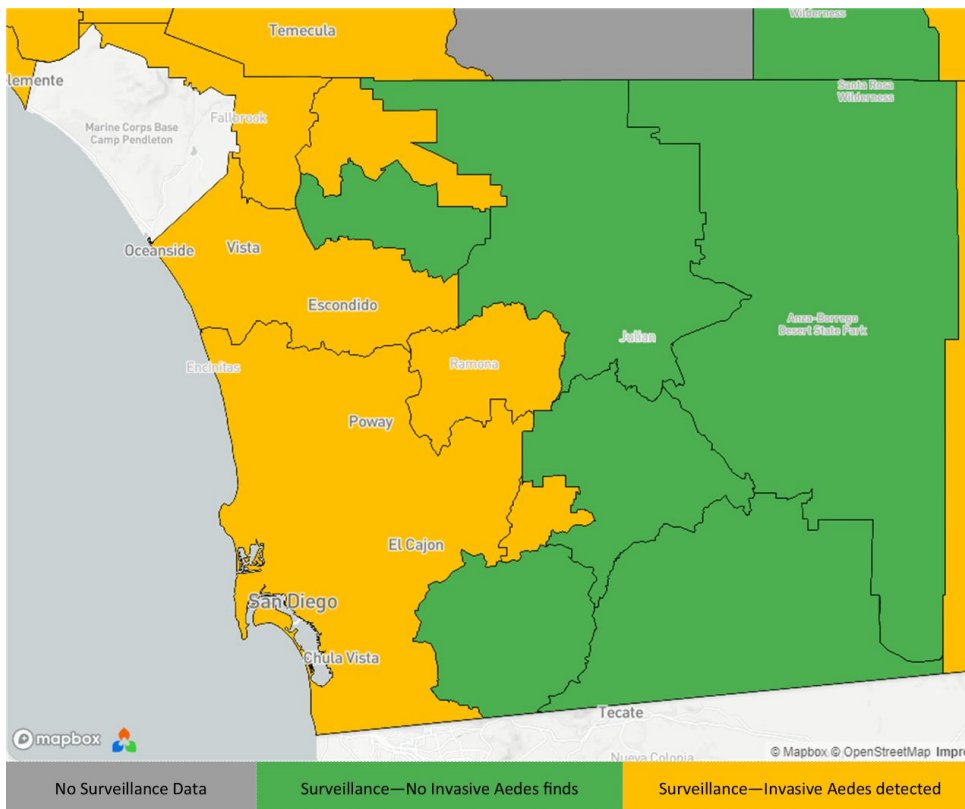 Wilderness
Temecula
lemente
Santa Rosa
Wilderness
Marine Corps Base
Camp Pendleton
Fallbrook
Oceanside
Vista
Escondido
Anza-Borrego
Desert State Park
Julian
Encinitas
Ramona
Poway
El Cajon
San Diego
Chula Vista
Tecate
Nueva Colonia
mapbox
© Mapbox © OpenStreetMap Impro
No Surveillance Data
Surveillance—No Invasive Aedes finds
Surveillance—Invasive Aedes detected